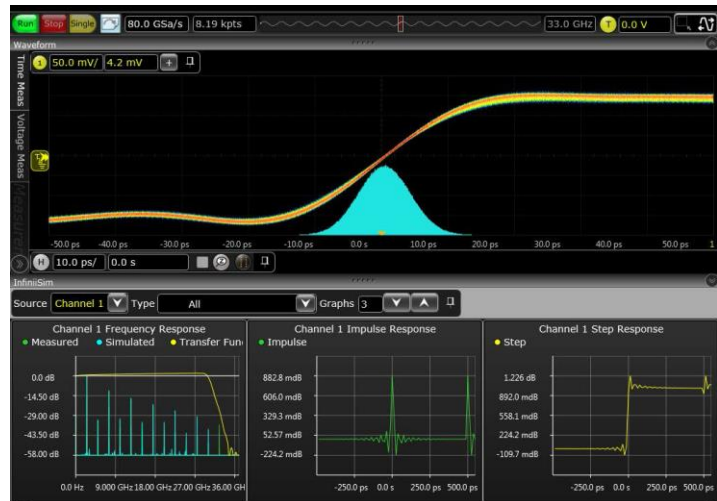 Run Stop Single 80.0 GSa/s 8.19 kpts 33.0 GHz T 0.0 V
Waveform
1 50.0 mV/ 4.2 mV +
Time Meas
Voltage Meas
-50.0 ps -40.0 ps -30.0 ps -20.0 ps -10.0 ps 0.0 s 10.0 ps 20.0 ps 30.0 ps 40.0 ps 50.0 ps 1
H 10.0 ps/ 0.0 s
InfiniiSim
Source Channel 1 Type All Graphs 3
Channel 1 Frequency Response
Measured Simulated Transfer Fun
0.0 dB
-14.50 dB
-29.00 dB
-43.50 dB
-58.00 dB
0.0 Hz 9.000 GHz 18.00 GHz 27.00 GHz 36.00 GH
Channel 1 Impulse Response
Impulse
882.8 mdB
606.0 mdB
329.3 mdB
52.57 mdB
-224.2 mdB
-250.0 ps 0.0 s 250.0 ps 500.0 ps
Channel 1 Step Response
Step
1.226 dB
892.0 mdB
558.1 mdB
224.2 mdB
-109.7 mdB
-250.0 ps 0.0 s 250.0 ps 500.0 ps